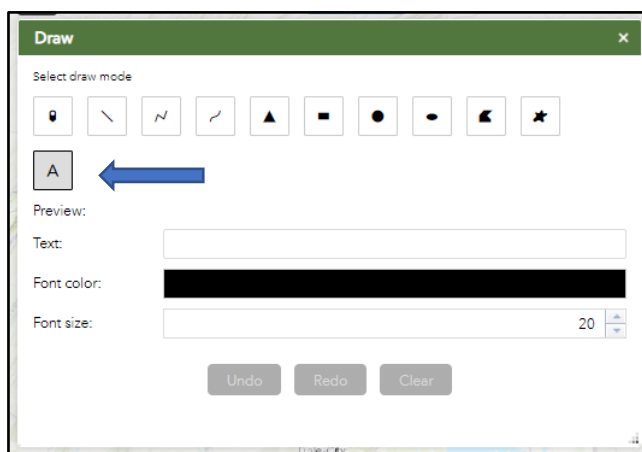 Draw ×
Select draw mode
A
Preview:
Text:
Font color:
Font size: 20
Undo Redo Clear